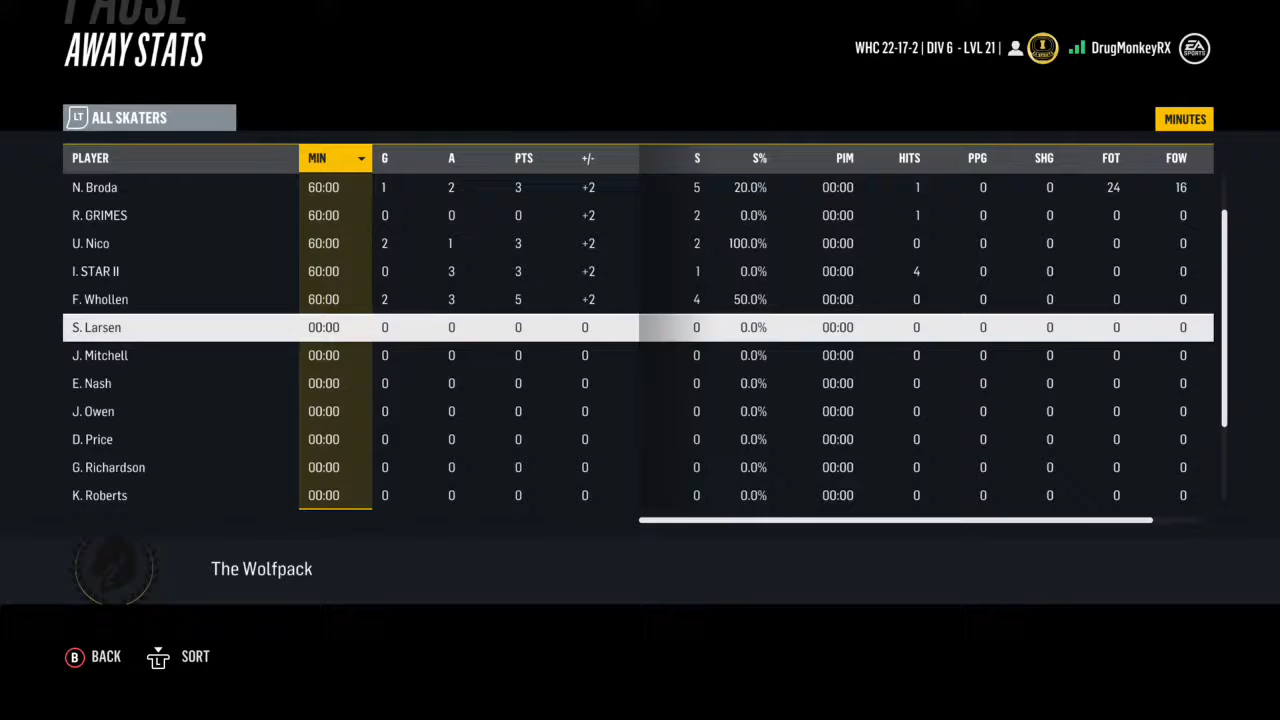 PAUSE
AWAY STATS
WHC 22-17-2 | DIV 6 - LVL 21 | I DrugMonkeyRX EA SPORTS
LT ALL SKATERS
MINUTES
PLAYER MIN G A PTS +/- S S% PIM HITS PPG SHG FOT FOW
N. Broda 60:00 1 2 3 +2 5 20.0% 00:00 1 0 0 24 16
R. GRIMES 60:00 0 0 0 +2 2 0.0% 00:00 1 0 0 0 0
U. Nico 60:00 2 1 3 +2 2 100.0% 00:00 0 0 0 0 0
I. STAR II 60:00 0 3 3 +2 1 0.0% 00:00 4 0 0 0 0
F. Whollen 60:00 2 3 5 +2 4 50.0% 00:00 0 0 0 0 0
S. Larsen 00:00 0 0 0 0 0 0.0% 00:00 0 0 0 0 0
J. Mitchell 00:00 0 0 0 0 0 0.0% 00:00 0 0 0 0 0
E. Nash 00:00 0 0 0 0 0 0.0% 00:00 0 0 0 0 0
J. Owen 00:00 0 0 0 0 0 0.0% 00:00 0 0 0 0 0
D. Price 00:00 0 0 0 0 0 0.0% 00:00 0 0 0 0 0
G. Richardson 00:00 0 0 0 0 0 0.0% 00:00 0 0 0 0 0
K. Roberts 00:00 0 0 0 0 0 0.0% 00:00 0 0 0 0 0
The Wolfpack
B BACK L SORT